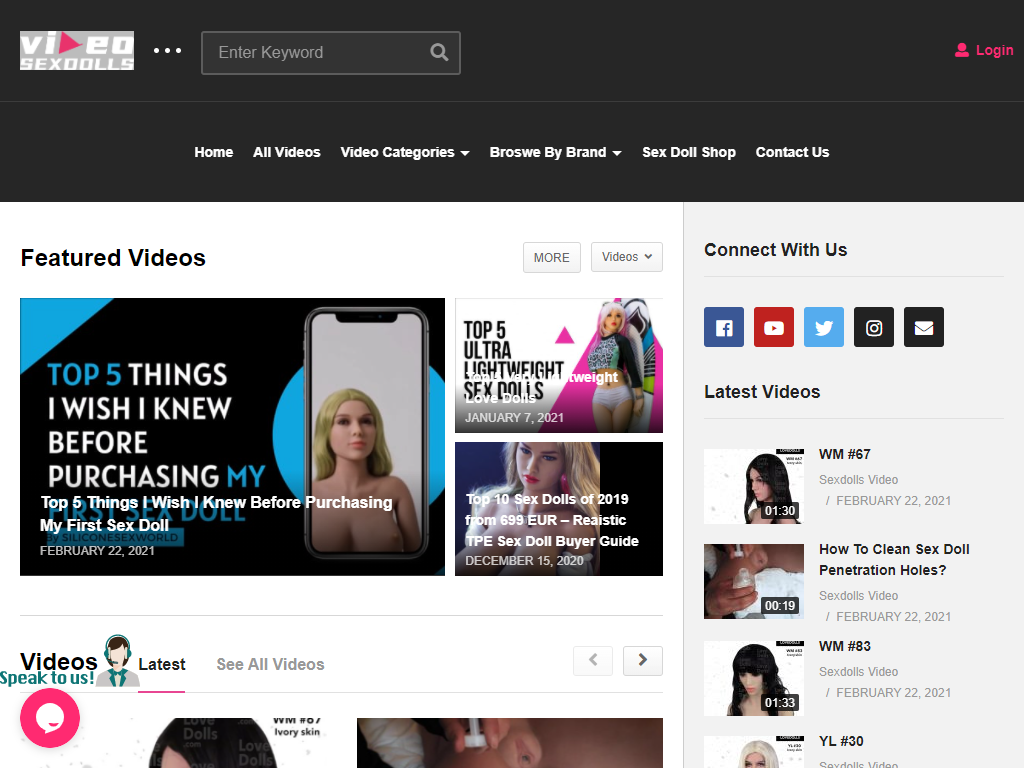 video
SEXDOLLS
Enter Keyword
Login
Home
All Videos
Video Categories
Broswe By Brand
Sex Doll Shop
Contact Us
Featured Videos
MORE
Videos
TOP 5 THINGS
I WISH I KNEW
BEFORE
PURCHASING MY
FIRST SEX DOLL
By SILICONESEXWORLD
Top 5 Things I Wish I Knew Before Purchasing
My First Sex Doll
FEBRUARY 22, 2021
TOP 5
ULTRA
LIGHTWEIGHT
SEX DOLLS
Love Dolls
JANUARY 7, 2021
Top 10 Sex Dolls of 2019
from 699 EUR – Reaistic
TPE Sex Doll Buyer Guide
DECEMBER 15, 2020
Connect With Us
Latest Videos
WM #67
Sexdolls Video
/ FEBRUARY 22, 2021
01:30
How To Clean Sex Doll
Penetration Holes?
Sexdolls Video
/ FEBRUARY 22, 2021
00:19
WM #83
Sexdolls Video
/ FEBRUARY 22, 2021
01:33
YL #30
Sexdolls Video
Videos
Latest
See All Videos
Speak to us!
WM #67
Ivory skin
Love
Dolls
.com
Love
Dolls